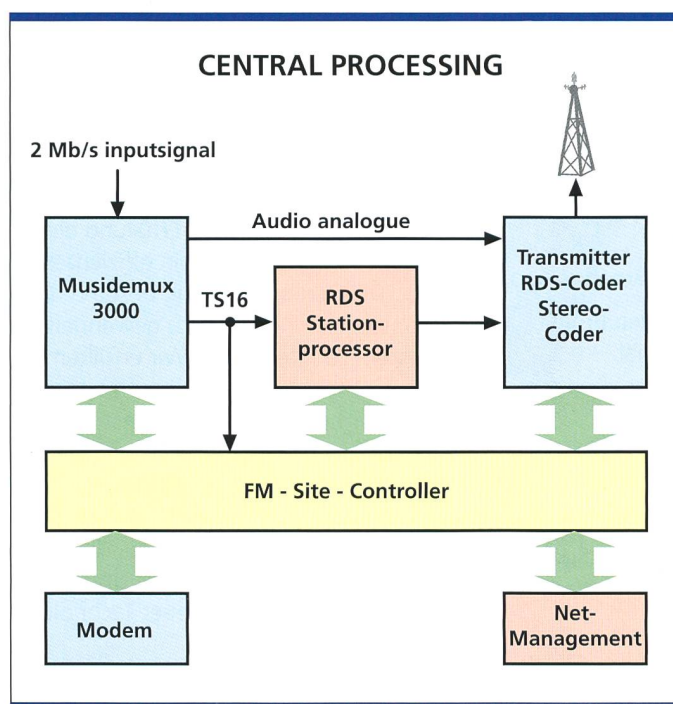 CENTRAL PROCESSING
2 Mb/s inputsignal
Audio analogue
Musidemux
3000
TS16
RDS
Station-
processor
Transmitter
RDS-Coder
Stereo-
Coder
FM - Site - Controller
Modem
Net-
Management